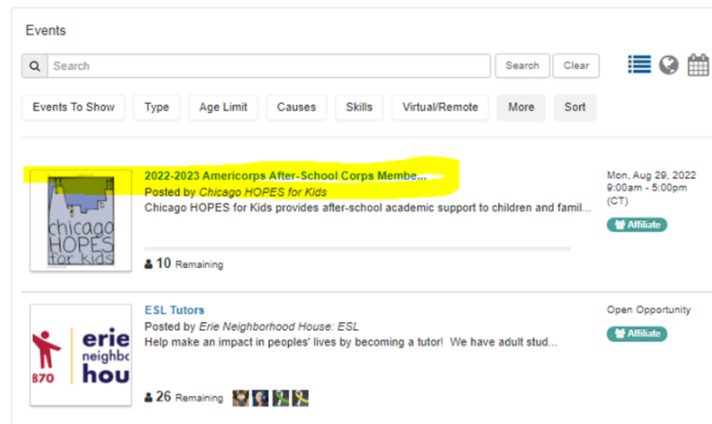 Events
Search
Search
Clear
Events To Show
Type
Age Limit
Causes
Skills
Virtual/Remote
More
Sort
chicago
HOPES
for kids
2022-2023 Americorps After-School Corps Membe...
Posted by Chicago HOPES for Kids
Chicago HOPES for Kids provides after-school academic support to children and famil...
10 Remaining
Mon, Aug 29, 2022
9:00am - 5:00pm
(CT)
Affiliate
erie
neighbo
hou
870
ESL Tutors
Posted by Erie Neighborhood House: ESL
Help make an impact in peoples' lives by becoming a tutor! We have adult stud...
26 Remaining
Open Opportunity
Affiliate